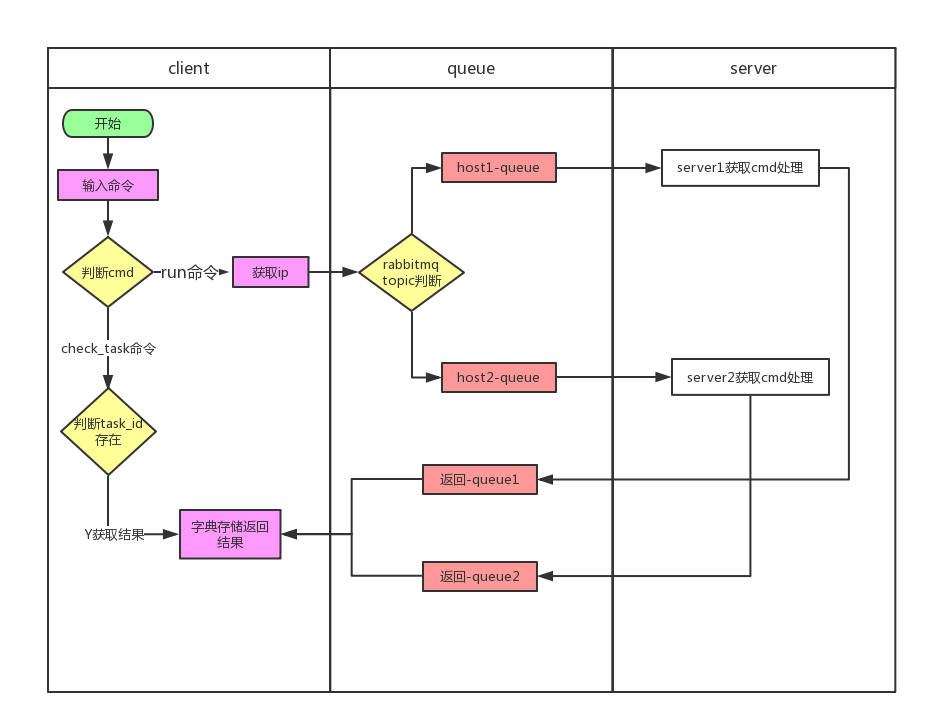 client
queue
server
开始
输入命令
判断cmd
run命令
获取ip
check_task命令
判断task_id
存在
Y获取结果
字典存储返回
结果
rabbitmq
topic判断
host1-queue
host2-queue
返回-queue1
返回-queue2
server1获取cmd处理
server2获取cmd处理